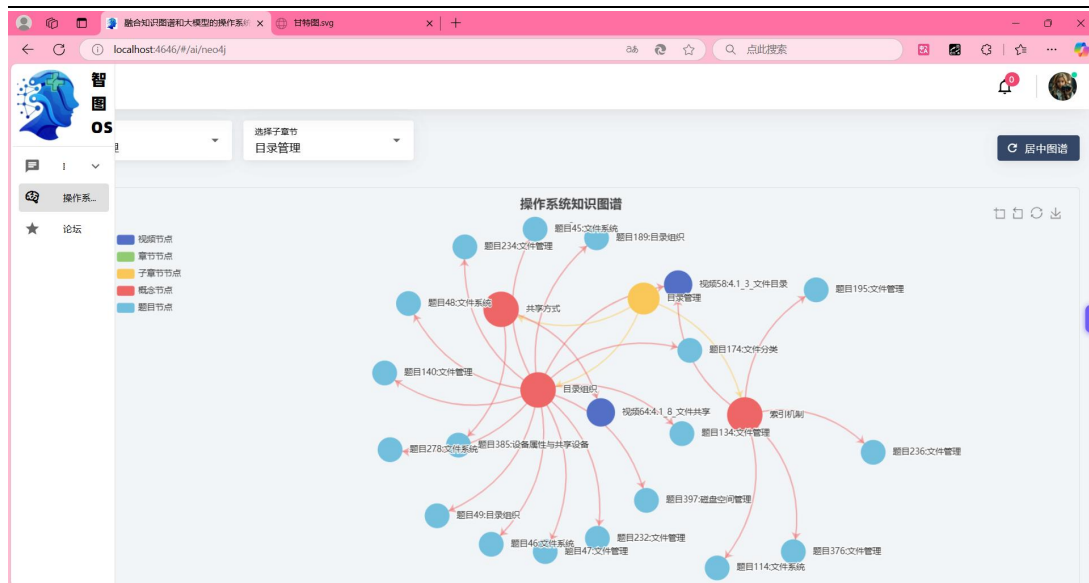 融合知识图谱和大模型的操作系统
甘特图.svg
localhost:4646/#/ai/neo4j
点此搜索
智
图
OS
0
选择子章节
目录管理
居中图谱
操作系...
论坛
操作系统知识图谱
视频节点
章节节点
子章节节点
概念节点
题目节点
题目45:文件系统
题目189:目录组织
题目234:文件管理
视频58:4.1_3_文件目录
题目195:文件管理
目录管理
题目48:文件系统
共享方式
题目174:文件分类
题目140:文件管理
目录组织
视频64:4.1_8_文件共享
索引机制
题目134:文件管理
题目385:设备属性与共享设备
题目278:文件系统
题目236:文件管理
题目397:磁盘空间管理
题目49:目录组织
题目46:文件系统
题目232:文件管理
题目47:文件管理
题目376:文件管理
题目114:文件系统